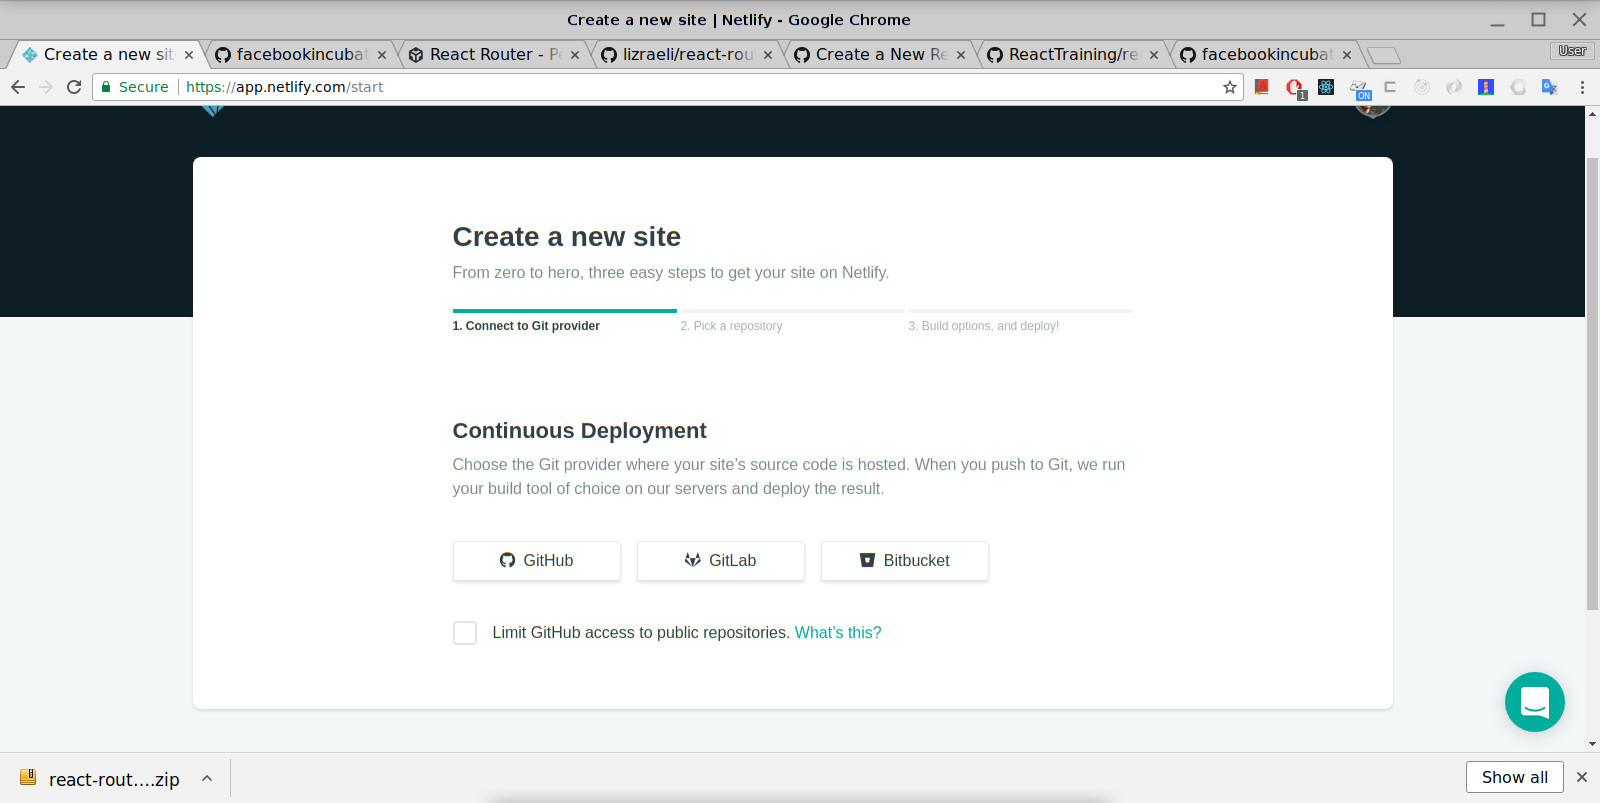 Create a new site | Netlify - Google Chrome
Create a new sit
facebookincubat
React Router - P
lizraeli/react-rou
Create a New Re
ReactTraining/re
facebookincubat
User
Secure
https://app.netlify.com/start
1
ON
Create a new site
From zero to hero, three easy steps to get your site on Netlify.
1. Connect to Git provider
2. Pick a repository
3. Build options, and deploy!
Continuous Deployment
Choose the Git provider where your site’s source code is hosted. When you push to Git, we run
your build tool of choice on our servers and deploy the result.
GitHub
GitLab
Bitbucket
Limit GitHub access to public repositories. What’s this?
react-rout....zip
Show all